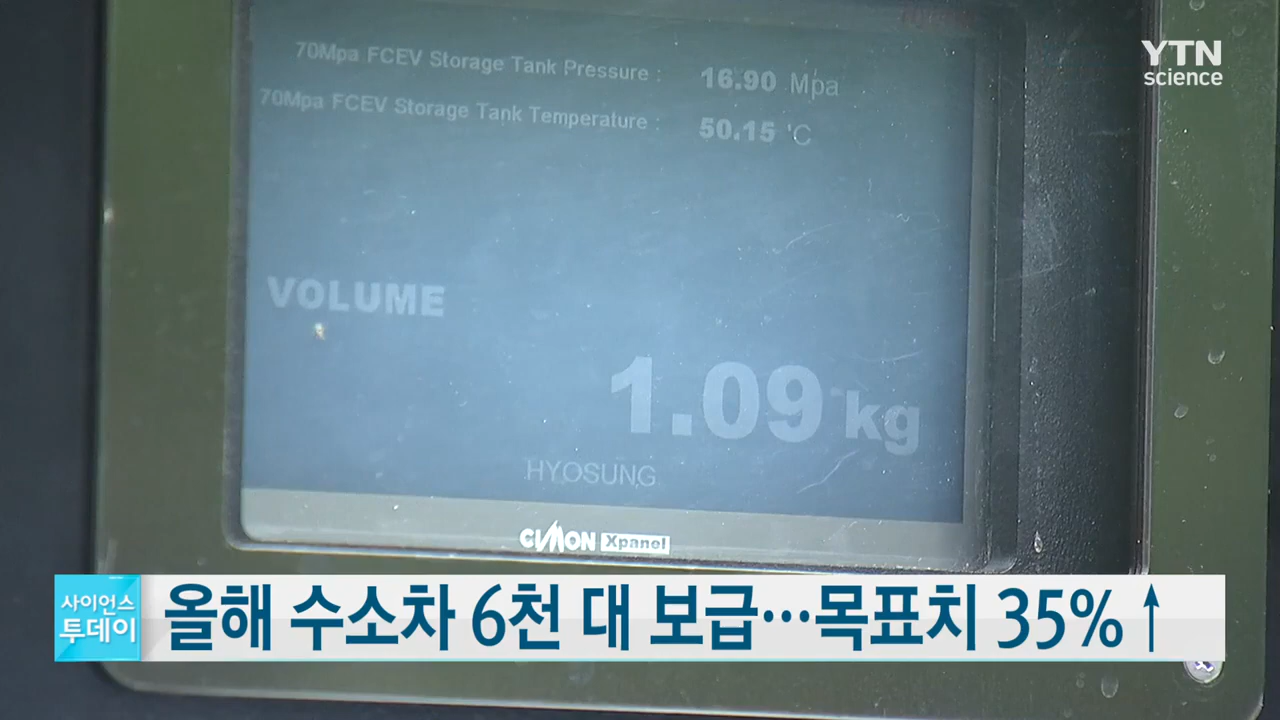 YTN
science
70Mpa FCEV Storage Tank Pressure : 16.90 Mpa
70Mpa FCEV Storage Tank Temperature : 50.15 °C
VOLUME
1.09 kg
HYOSUNG
CIMON Xpanel
사이언스
투데이
올해 수소차 6천 대 보급…목표치 35%↑